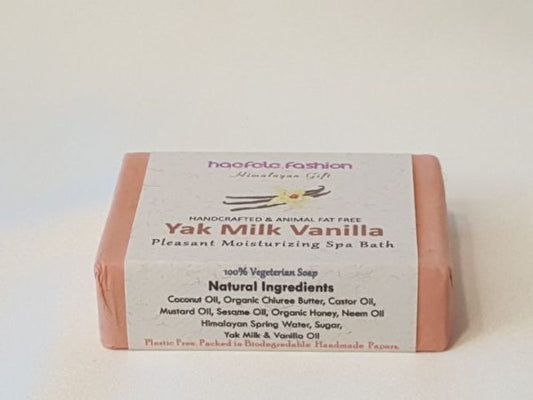 haefele.fashion
Himalayan Gift
HANDCRAFTED & ANIMAL FAT FREE
Yak Milk Vanilla
Pleasant Moisturizing Spa Bath
100% Vegeterian Soap
Natural Ingredients
Coconut Oil, Organic Chiuree Butter, Castor Oil,
Mustard Oil, Sesame Oil, Organic Honey, Neem Oil
Himalayan Spring Water, Sugar,
Yak Milk & Vanilla Oil
Plastic Free, Packed in Biodegradable Handmade Papers.